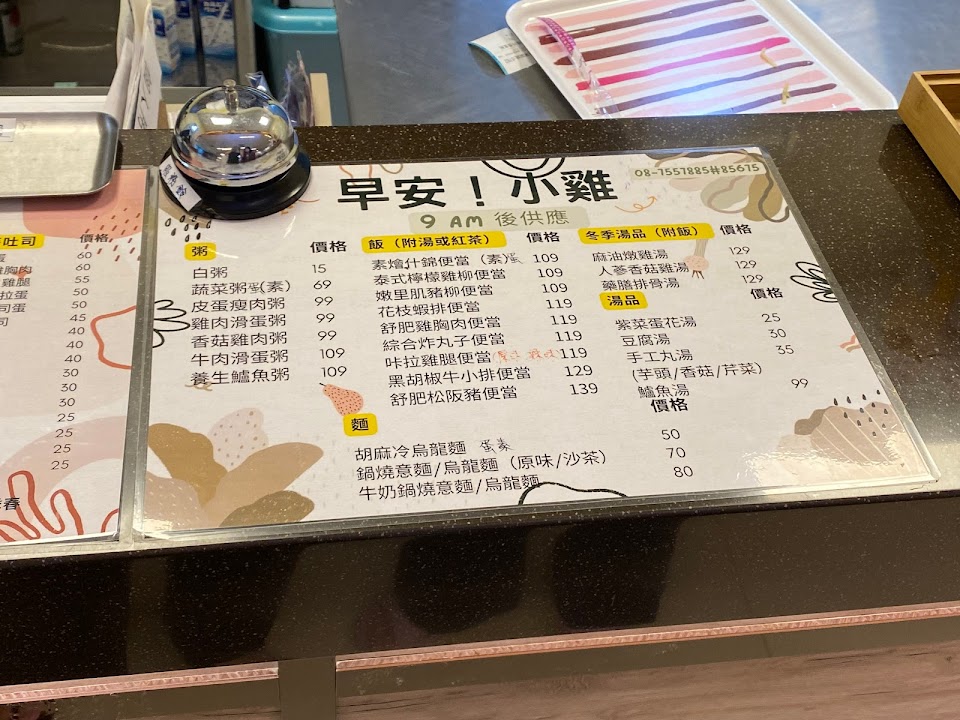 吐司 價格
60
雞胸肉 55
雞腿 60
55
45
40
45
40
30
30
30
25
25
25
春
早安！小雞
08-7557885#85675
9 AM 後供應
粥 價格
白粥 15
蔬菜粥(素) 69
皮蛋瘦肉粥 99
雞肉滑蛋粥 99
香菇雞肉粥 99
牛肉滑蛋粥 109
養生鱸魚粥 109
飯（附湯或紅茶） 價格
素燴什錦便當（素） 109
泰式檸檬雞柳便當 109
嫩里肌豬柳便當 109
花枝蝦排便當 119
舒肥雞胸肉便當 119
綜合炸丸子便當 119
咔拉雞腿便當 119
黑胡椒牛小排便當 129
舒肥松阪豬便當 139
麵 價格
胡麻冷烏龍麵 蛋素 50
鍋燒意麵/烏龍麵（原味/沙茶） 70
牛奶鍋燒意麵/烏龍麵 80
冬季湯品（附飯） 價格
麻油燉雞湯 129
人蔘香菇雞湯 129
藥膳排骨湯 129
湯品 價格
紫菜蛋花湯 25
豆腐湯 30
手工丸湯 35
(芋頭/香菇/芹菜)
鱸魚湯 99